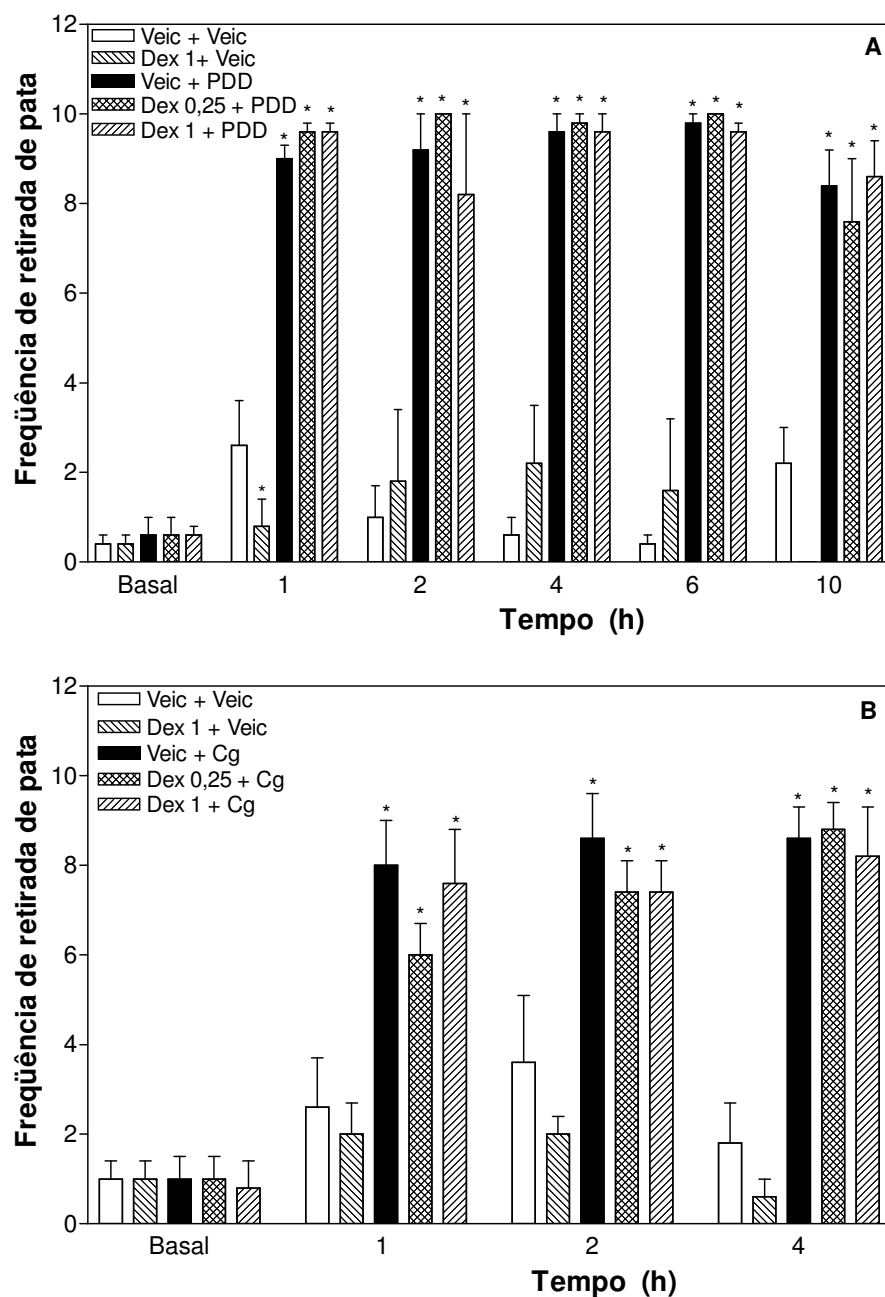 A
Veic + Veic
Dex 1+ Veic
Veic + PDD
Dex 0,25 + PDD
Dex 1 + PDD
Freqüência de retirada de pata
12
10
8
6
4
2
0
* * * *
* * *
* * *
* * *
* * *
Basal 1 2 4 6 10
Tempo (h)
B
Veic + Veic
Dex 1 + Veic
Veic + Cg
Dex 0,25 + Cg
Dex 1 + Cg
Freqüência de retirada de pata
12
10
8
6
4
2
0
* * *
* * *
* * *
Basal 1 2 4
Tempo (h)